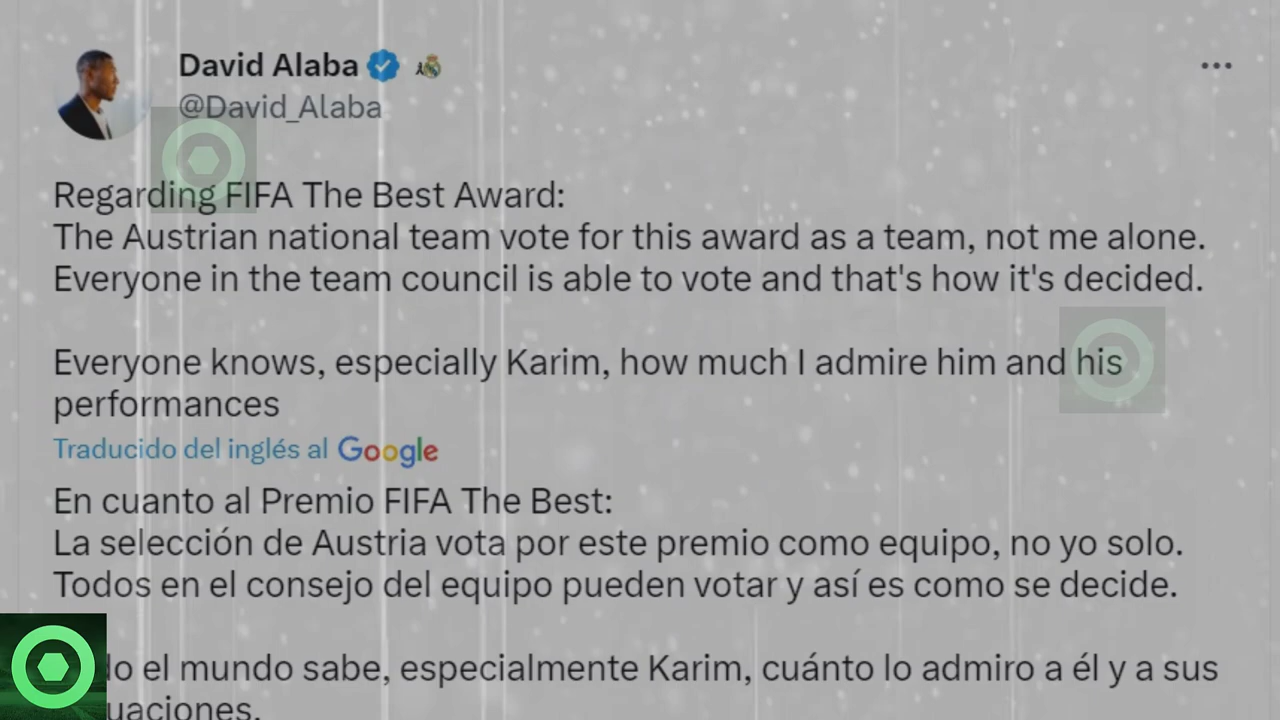 David Alaba
@David_Alaba
Regarding FIFA The Best Award:
The Austrian national team vote for this award as a team, not me alone.
Everyone in the team council is able to vote and that's how it's decided.
Everyone knows, especially Karim, how much I admire him and his
performances
Traducido del inglés al Google
En cuanto al Premio FIFA The Best:
La selección de Austria vota por este premio como equipo, no yo solo.
Todos en el consejo del equipo pueden votar y así es como se decide.
el mundo sabe, especialmente Karim, cuánto lo admiro a él y a sus